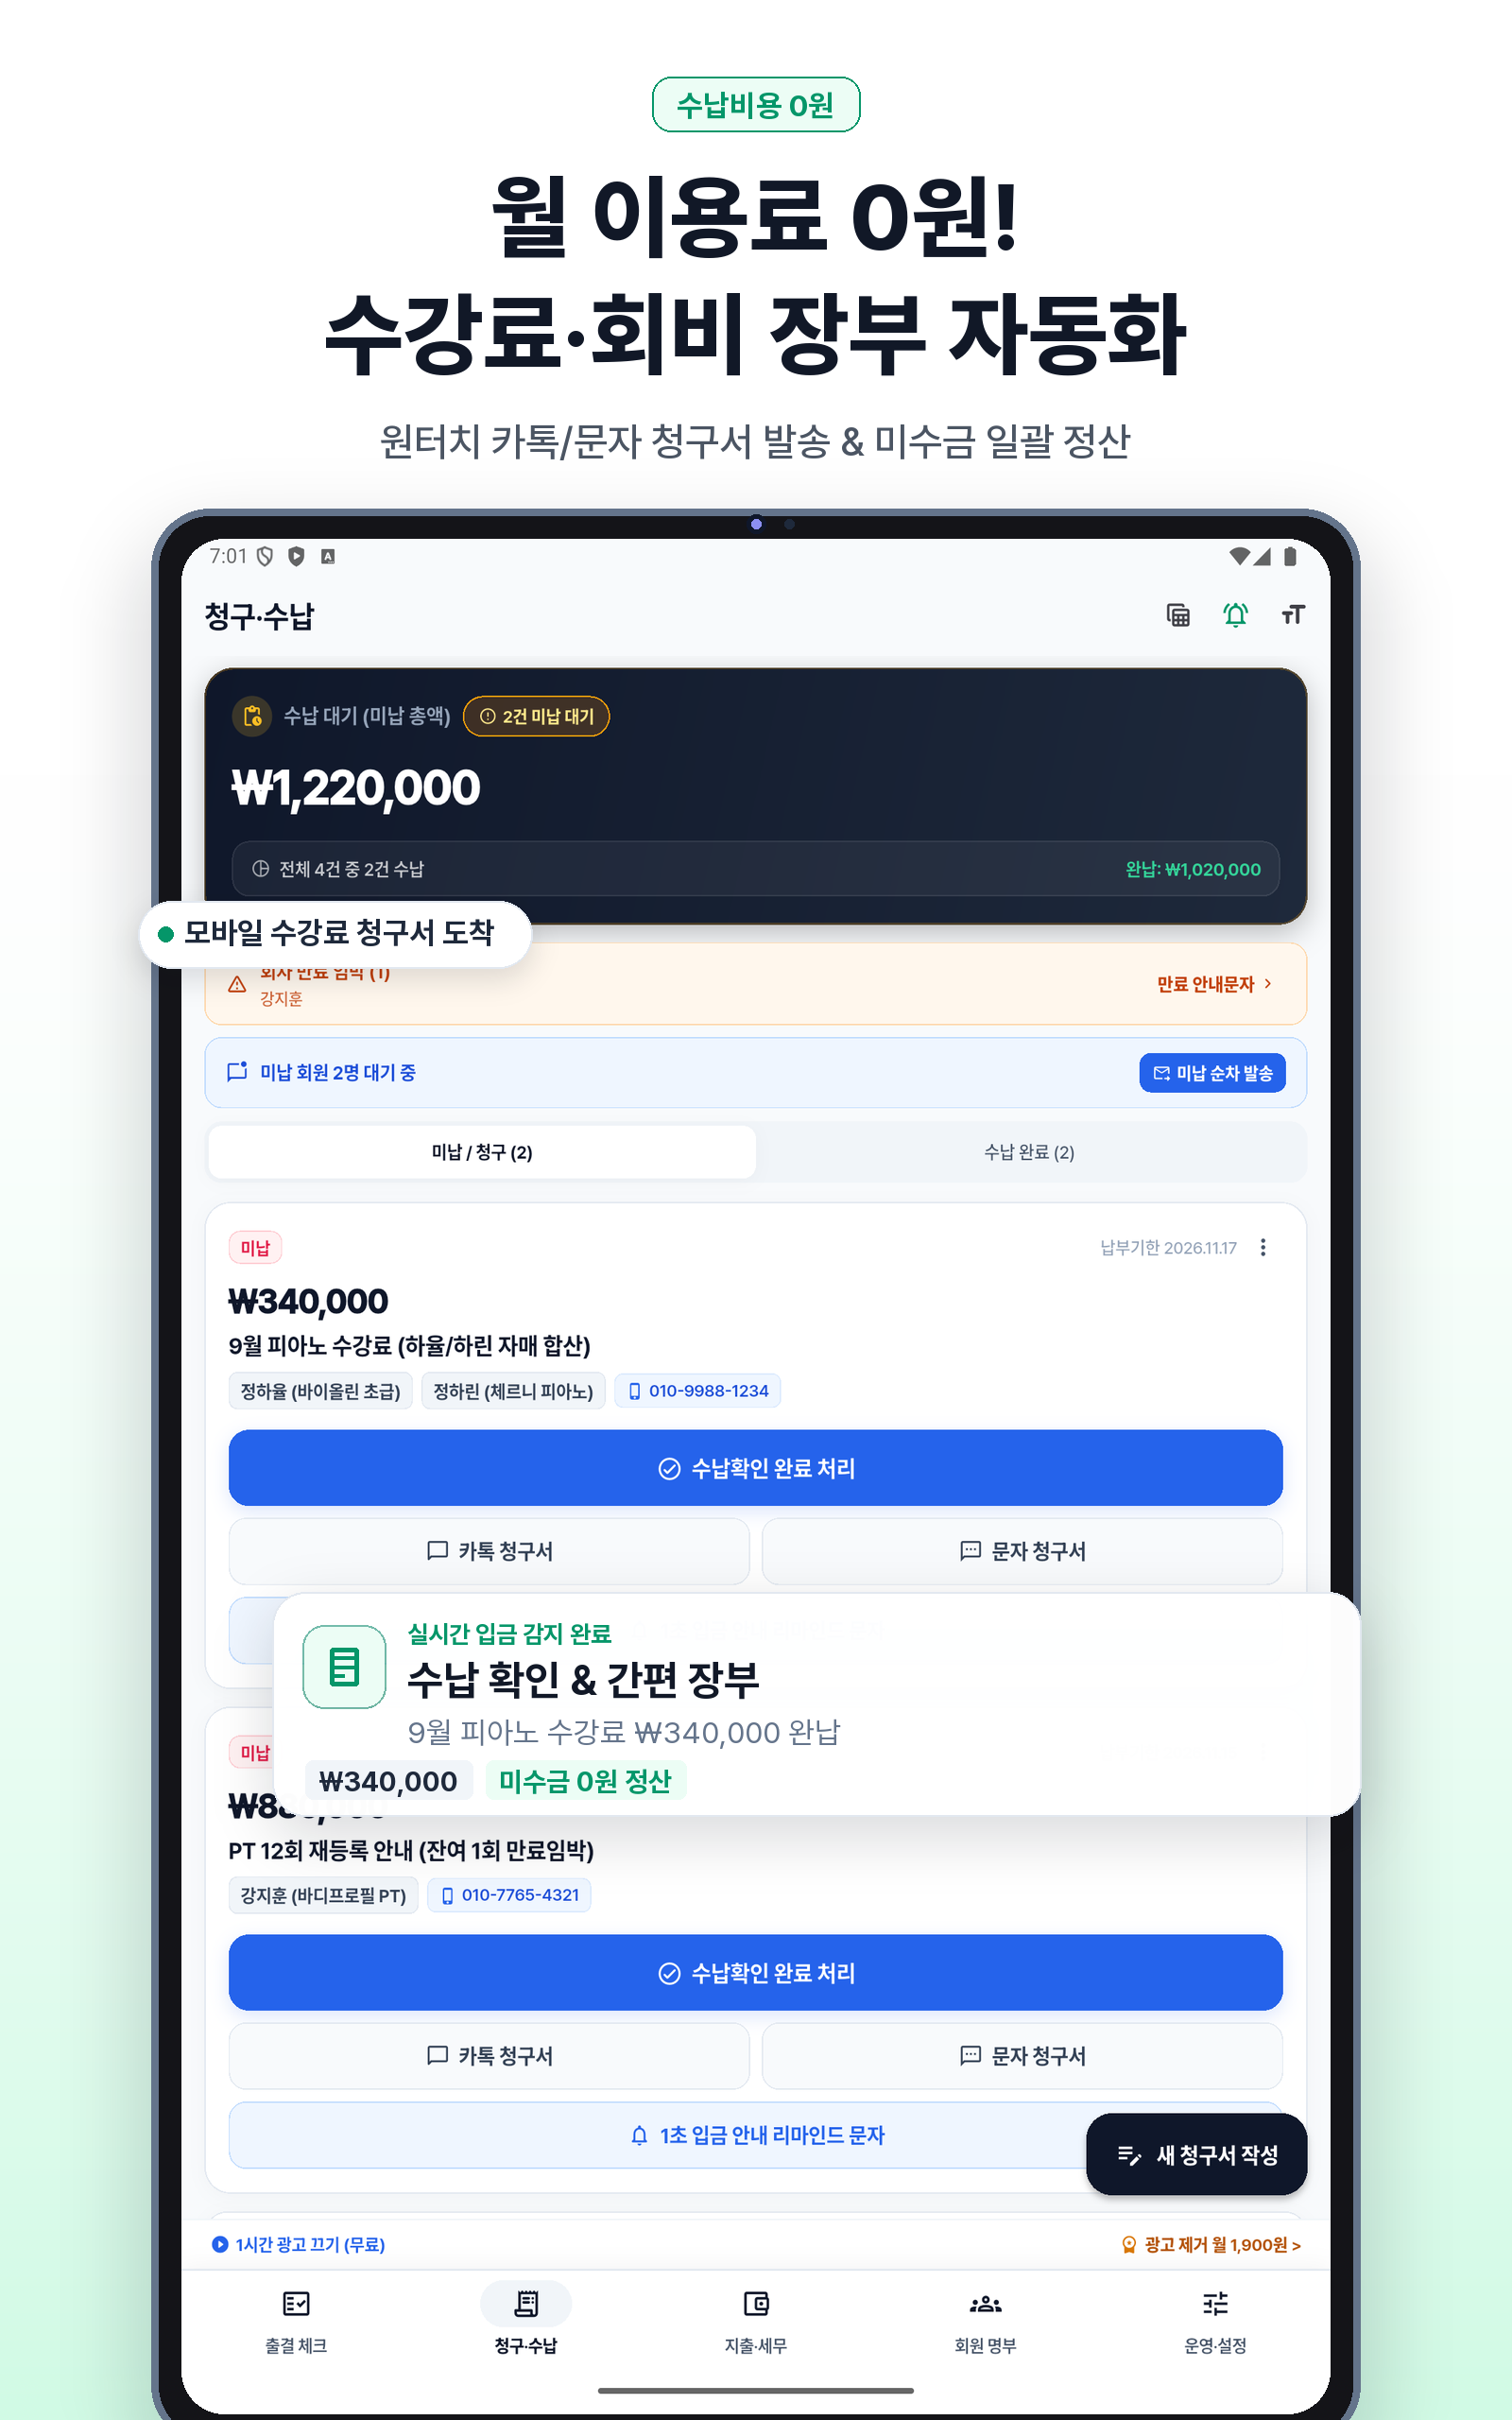 수납비용 0원
월 이용료 0원!
수강료·회비 장부 자동화
원터치 카톡/문자 청구서 발송 & 미수금 일괄 정산
7:01
청구·수납
수납 대기 (미납 총액)
2건 미납 대기
₩1,220,000
전체 4건 중 2건 수납
완납: ₩1,020,000
모바일 수강료 청구서 도착
회차 만료 임박 (1)
강지훈
만료 안내문자
미납 회원 2명 대기 중
미납 순차 발송
미납 / 청구 (2)
수납 완료 (2)
미납
납부기한 2026.11.17
₩340,000
9월 피아노 수강료 (하율/하린 자매 합산)
정하율 (바이올린 초급)
정하린 (체르니 피아노)
010-9988-1234
수납확인 완료 처리
카톡 청구서
문자 청구서
실시간 입금 감지 완료
수납 확인 & 간편 장부
9월 피아노 수강료 ₩340,000 완납
₩340,000
미수금 0원 정산
미납
PT 12회 재등록 안내 (잔여 1회 만료임박)
강지훈 (바디프로필 PT)
010-7765-4321
수납확인 완료 처리
카톡 청구서
문자 청구서
1초 입금 안내 리마인드 문자
새 청구서 작성
1시간 광고 끄기 (무료)
광고 제거 월 1,900원 >
출결 체크
청구·수납
지출·세무
회원 명부
운영·설정